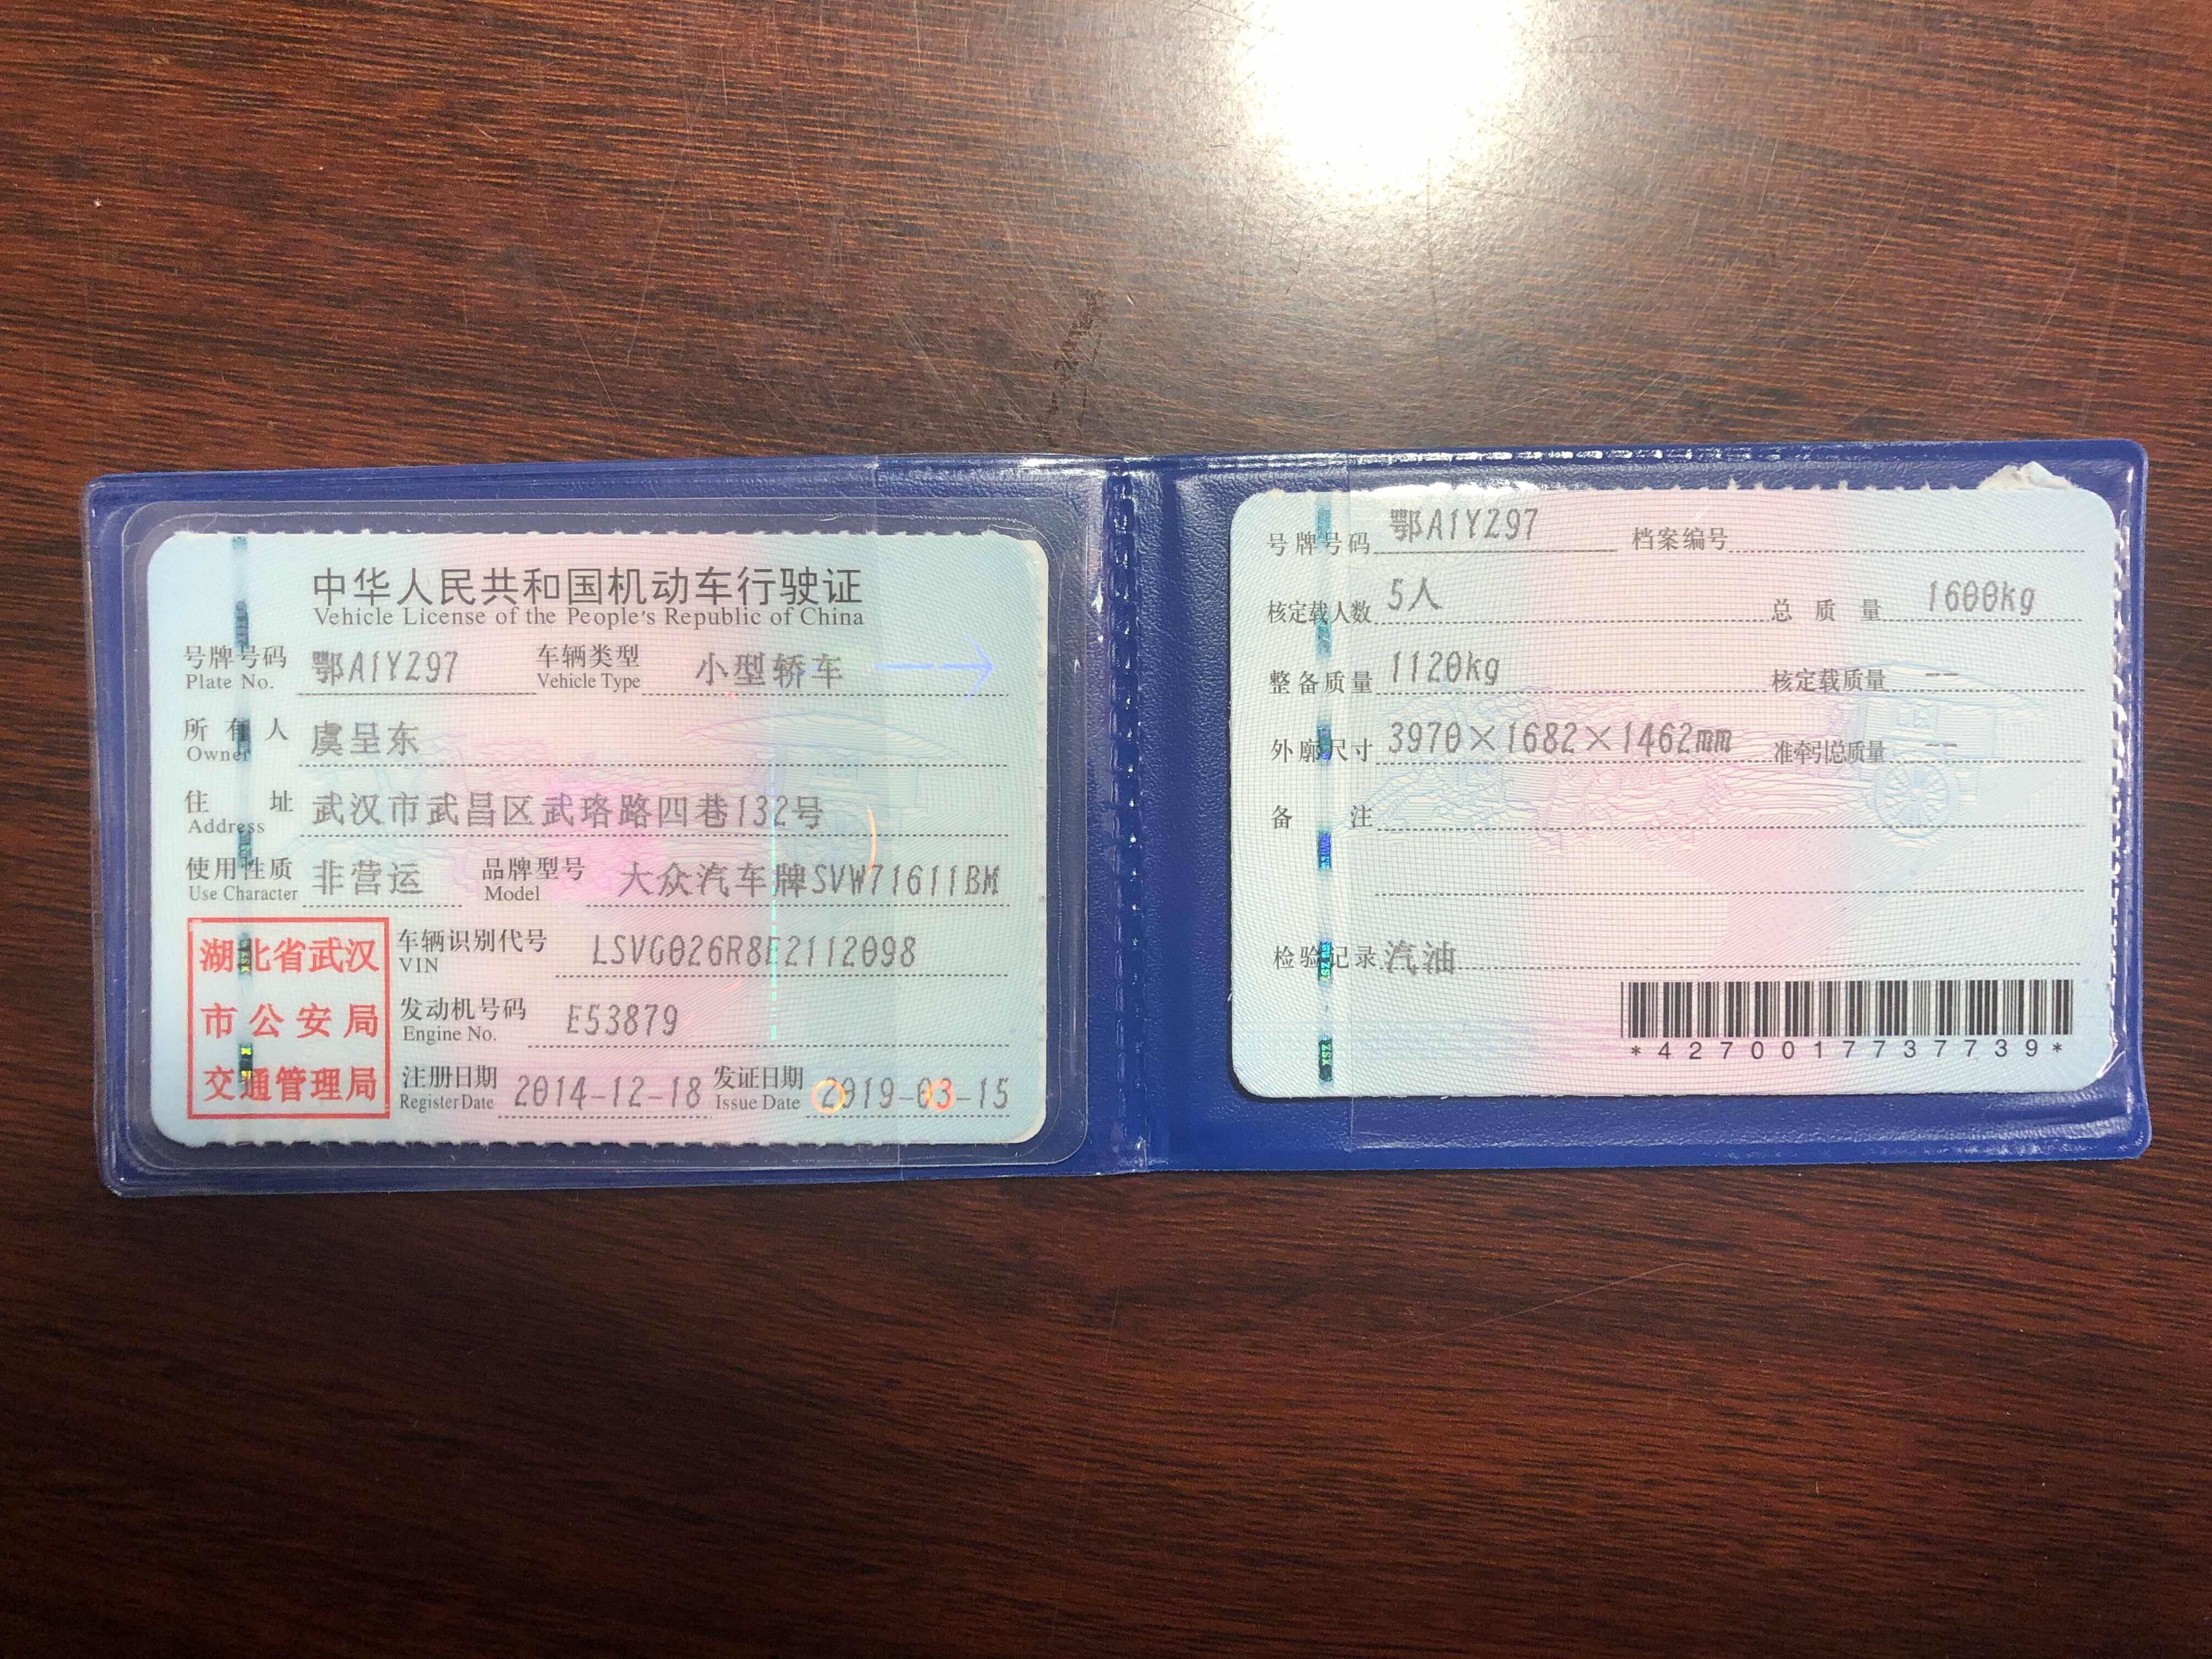 中华人民共和国机动车行驶证
Vehicle License of the People's Republic of China
号牌号码 鄂A1YZ97 车辆类型 小型轿车
Plate No. Vehicle Type
所有人 虞呈东
Owner
住址 武汉市武昌区武珞路四巷132号
Address
使用性质 非营运 品牌型号 大众汽车牌SVW71611BM
Use Character Model
湖北省武汉
市公安局
交通管理局
车辆识别代号 LSVG026R8E2112098
VIN
发动机号码 E53879
Engine No.
注册日期 2014-12-18 发证日期 2019-03-15
Register Date Issue Date
号牌号码 鄂A1YZ97 档案编号
核定载人数 5人 总质量 1600kg
整备质量 1120kg 核定载质量 --
外廓尺寸 3970×1682×1462mm 准牵引总质量 --
备注
检验记录 汽油
*4270017737739*